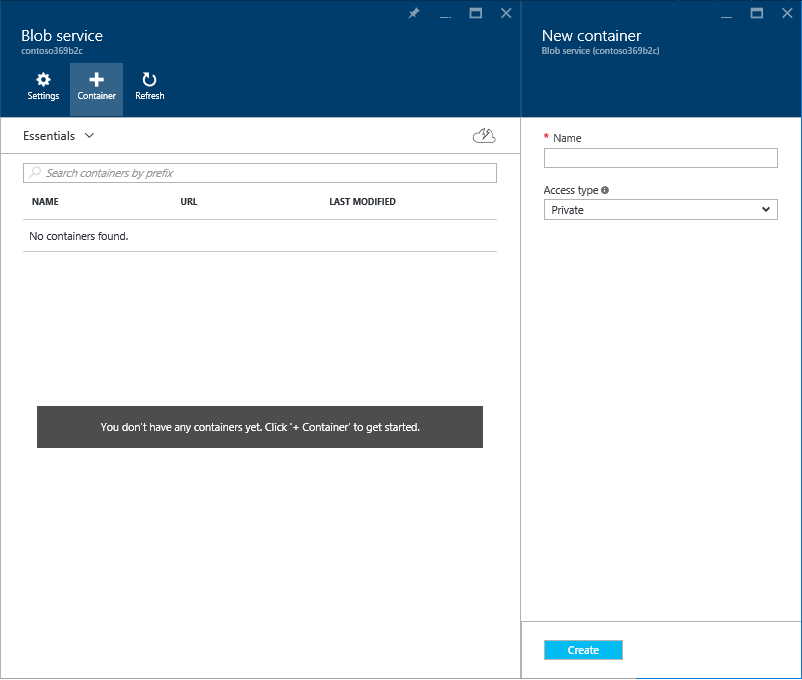 Blob service
contoso369b2c
Settings
Container
Refresh
Essentials
Search containers by prefix
NAME URL LAST MODIFIED
No containers found.
You don't have any containers yet. Click '+ Container' to get started.
New container
Blob service (contoso369b2c)
* Name
Access type
Private
Create